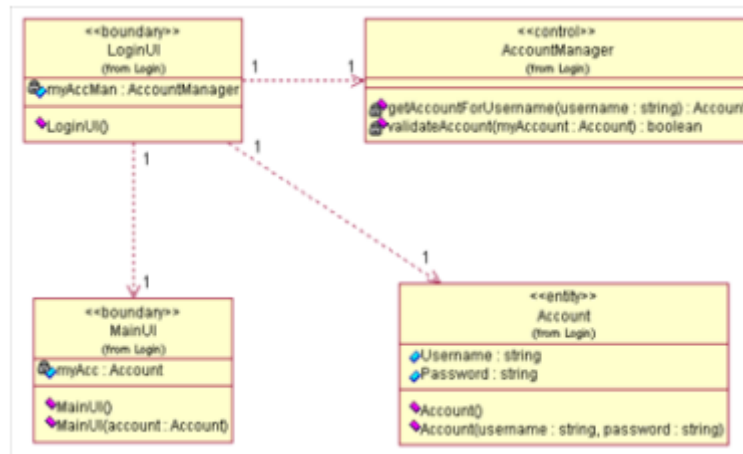 <<boundary>>
LoginUI
(from Login)
myAccMan : AccountManager
LoginUI()
1
1
<<control>>
AccountManager
(from Login)
getAccountForUsername(username : string) : Account
validateAccount(myAccount : Account) : boolean
1
1
1
1
<<boundary>>
MainUI
(from Login)
myAcc : Account
MainUI()
MainUI(account : Account)
<<entity>>
Account
(from Login)
Username : string
Password : string
Account()
Account(username : string, password : string)